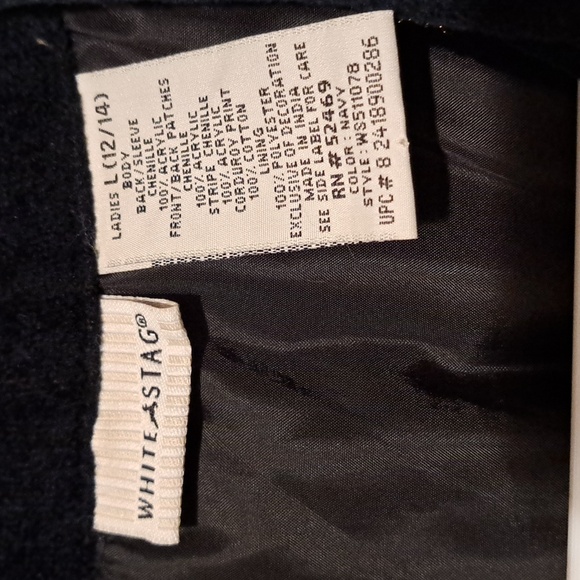 LADIES L (12/14)
BODY
BACK/SLEEVE
CHENILLE
100% ACRYLIC
FRONT/BACK PATCHES
CHENILLE
100% ACRYLIC
STRIPE CHENILLE
100% ACRYLIC
CORDUROY PRINT
100% COTTON
LINING
100% POLYESTER
EXCLUSIVE OF DECORATION
MADE IN INDIA
SEE SIDE LABEL FOR CARE
RN# 52469
COLOR : NAVY
STYLE : WS511078
UPC# 8 2418900286
WHITE STAG®